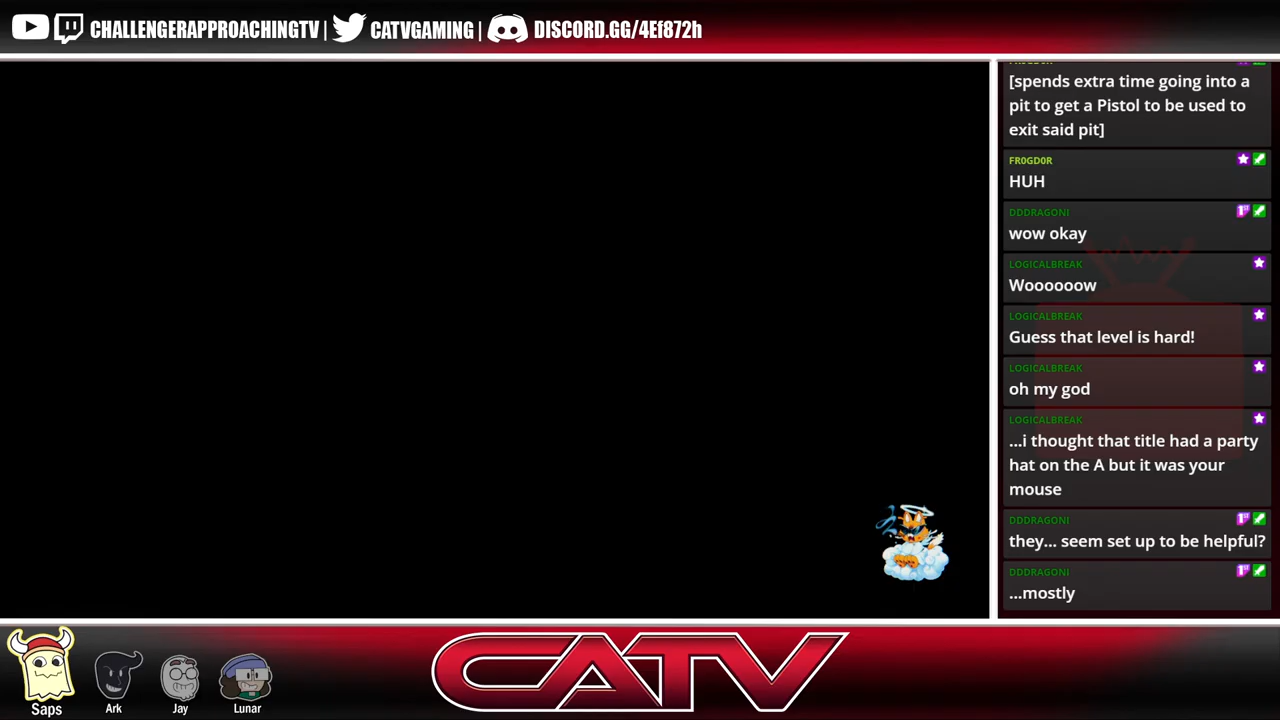 CHALLENGERAPPROACHINGTV | CATVGAMING | DISCORD.GG/4Ef872h
[spends extra time going into a
pit to get a Pistol to be used to
exit said pit]
FR0GD0R
HUH
DDDRAGONI
wow okay
LOGICALBREAK
Woooooow
LOGICALBREAK
Guess that level is hard!
LOGICALBREAK
oh my god
LOGICALBREAK
...i thought that title had a party
hat on the A but it was your
mouse
DDDRAGONI
they... seem set up to be helpful?
DDDRAGONI
...mostly
Saps Ark Jay Lunar
CATV